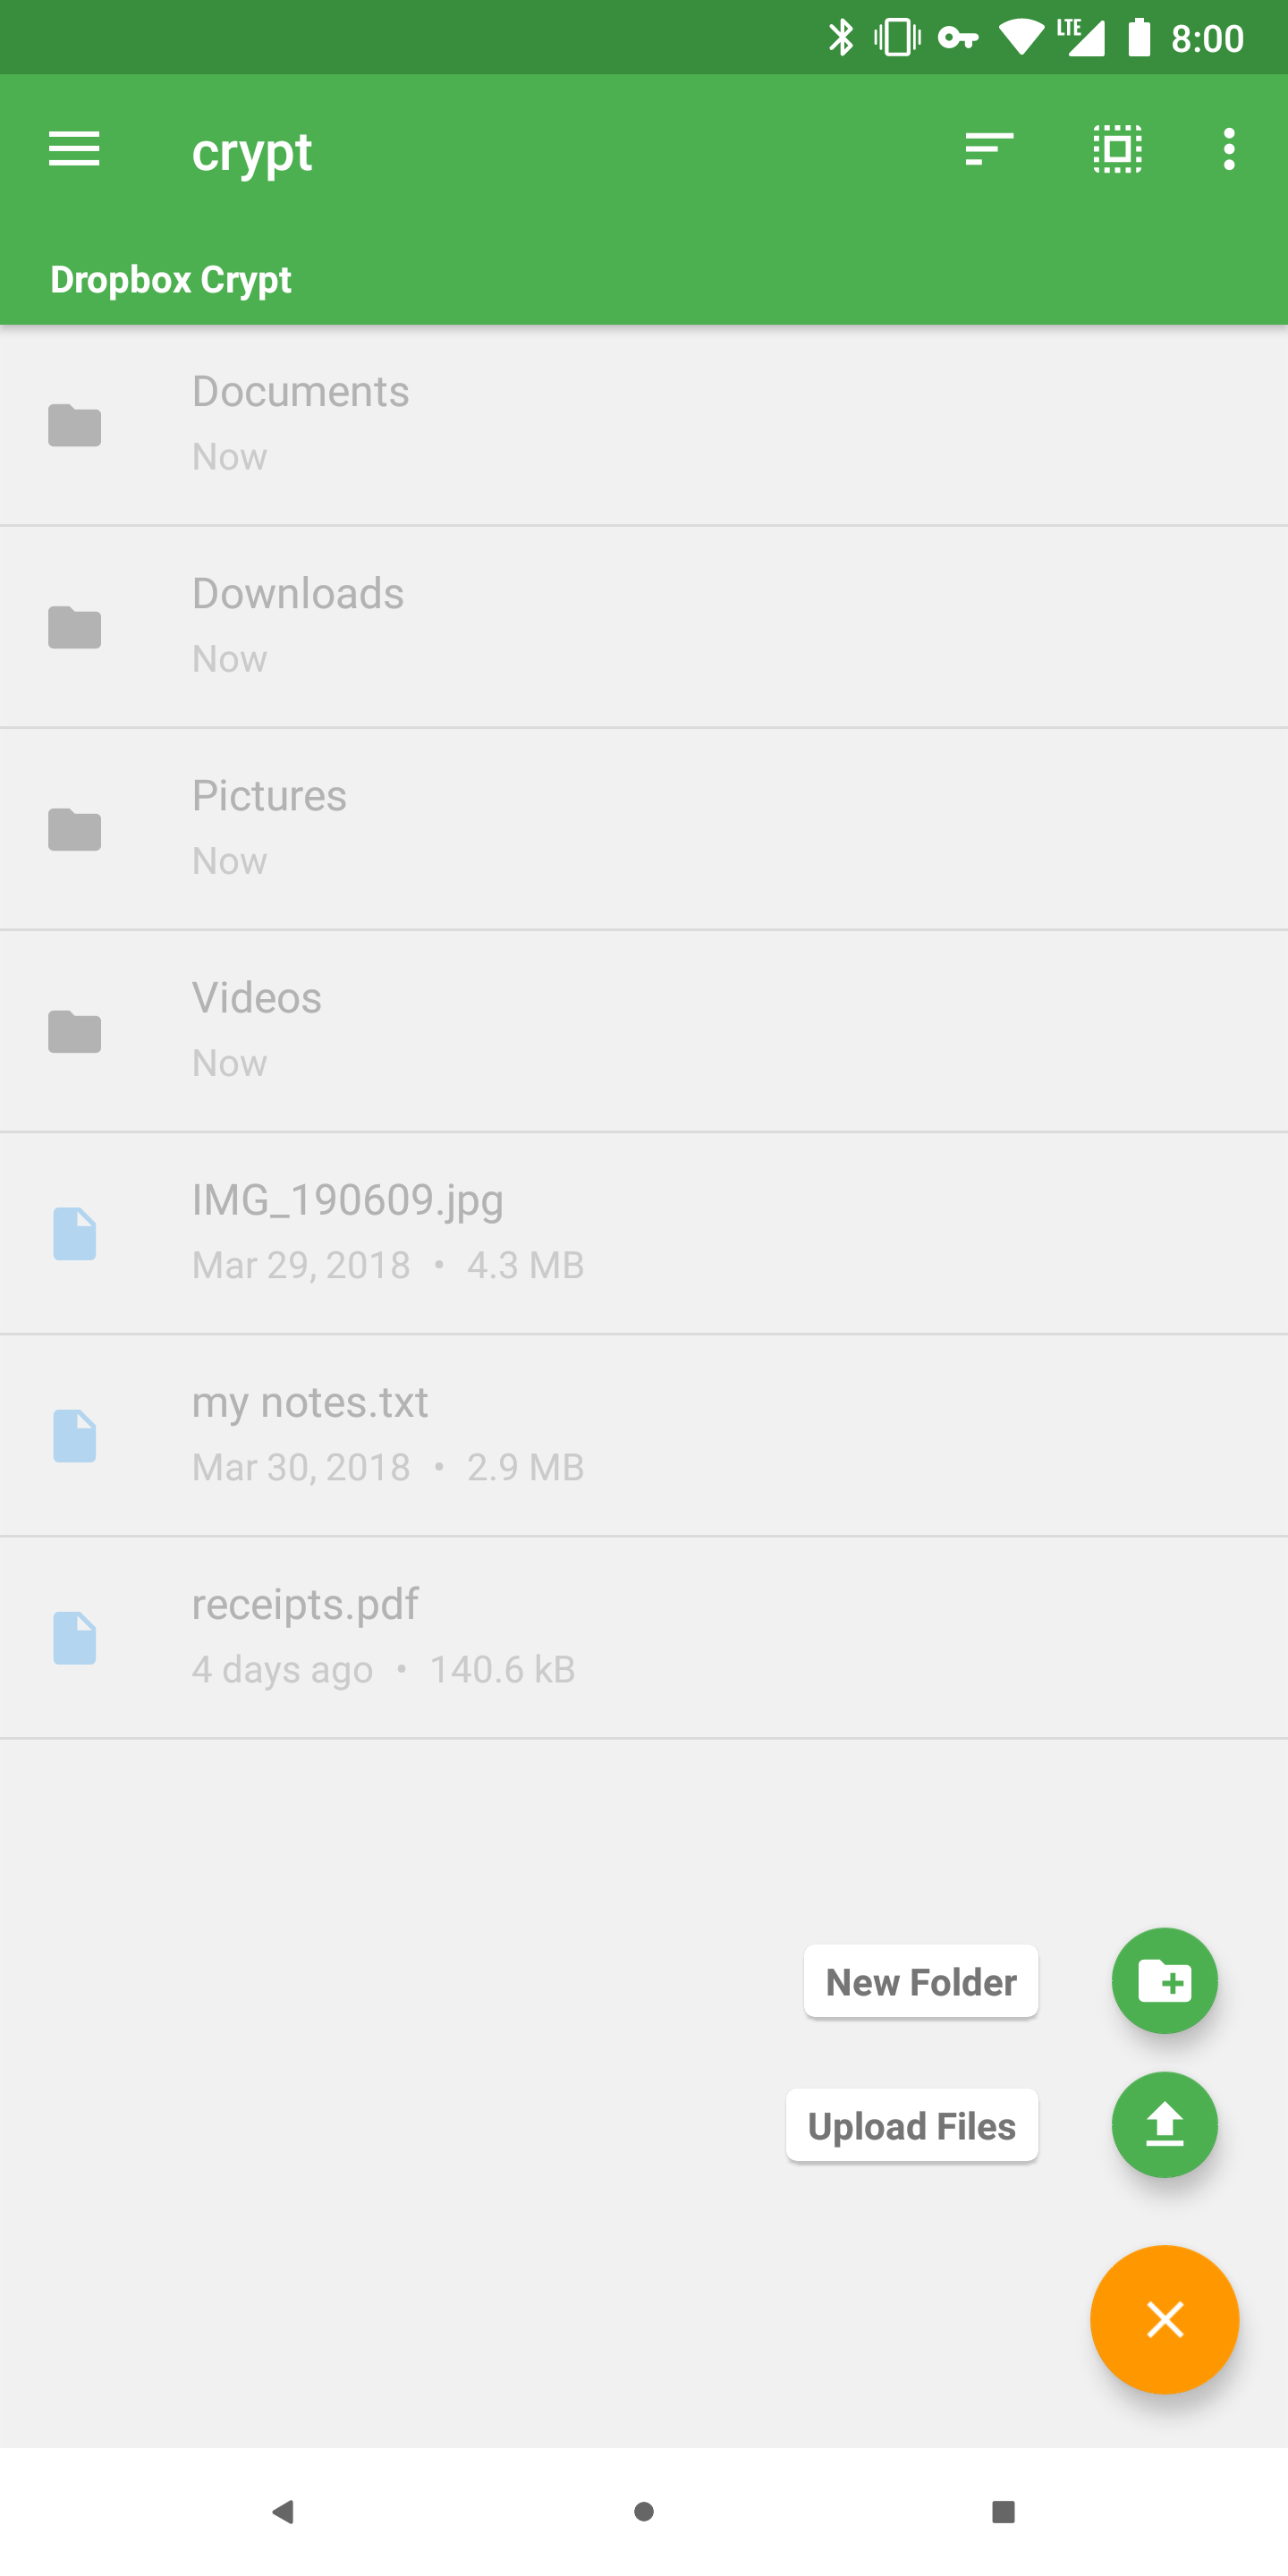 LTE 8:00
crypt
Dropbox Crypt
Documents
Now
Downloads
Now
Pictures
Now
Videos
Now
IMG_190609.jpg
Mar 29, 2018 • 4.3 MB
my notes.txt
Mar 30, 2018 • 2.9 MB
receipts.pdf
4 days ago • 140.6 kB
New Folder
Upload Files